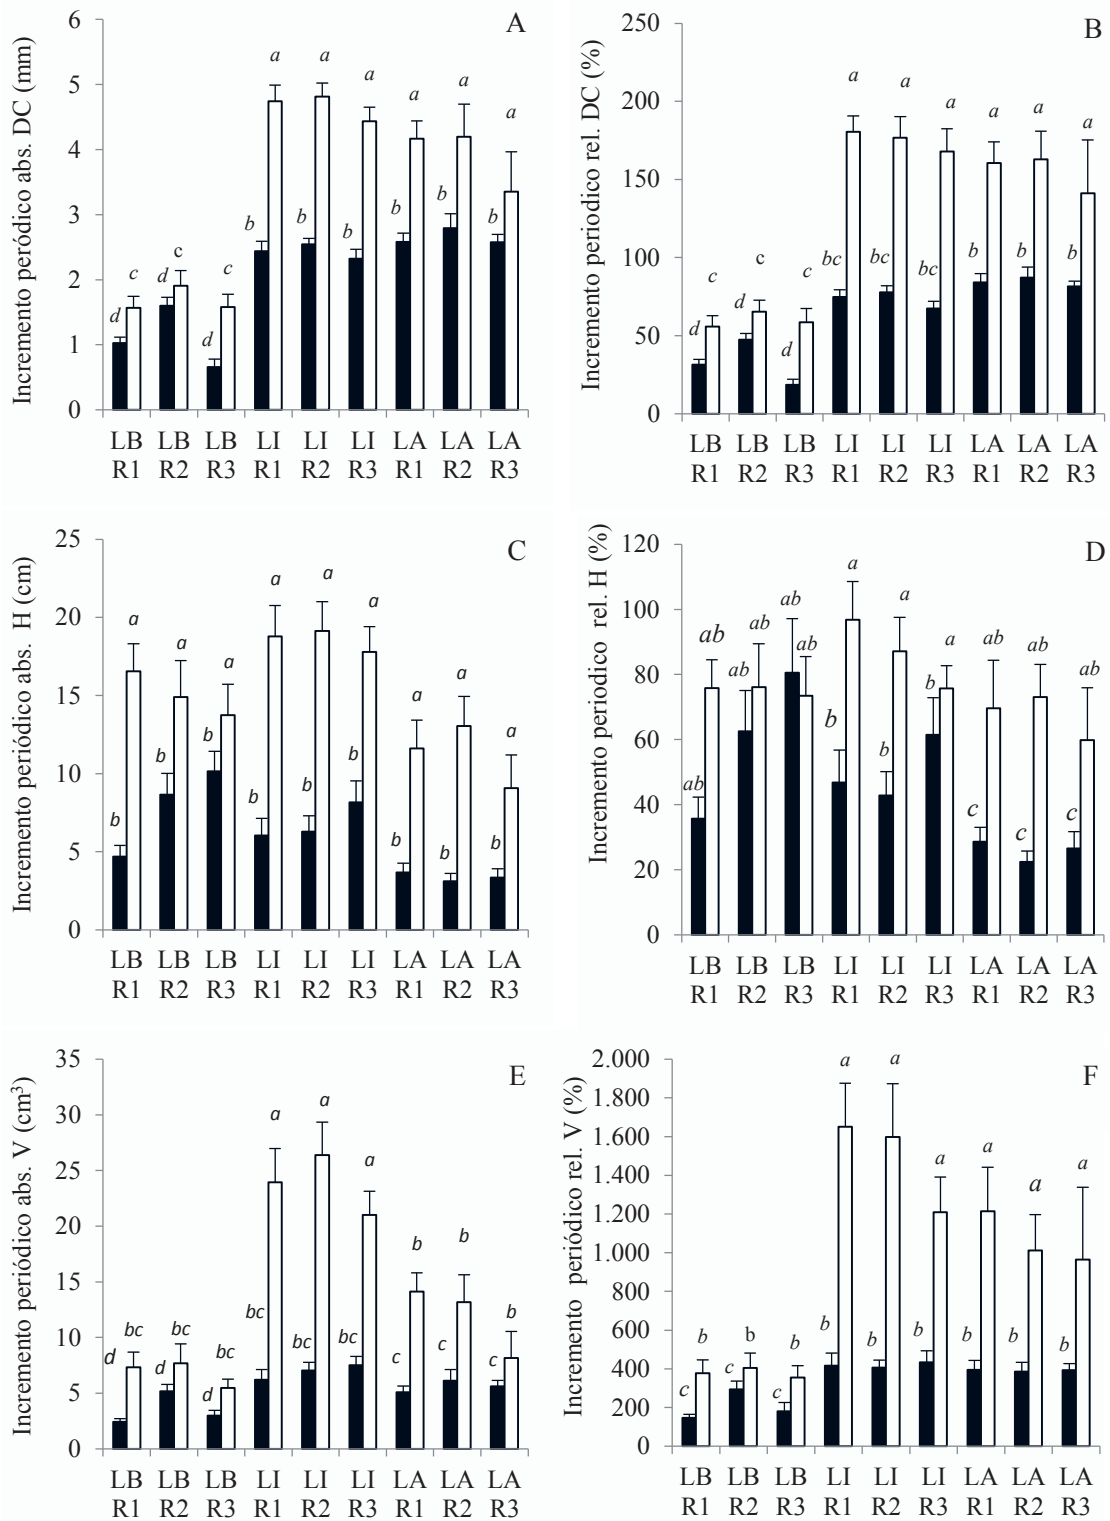 A
Incremento peródico abs. DC (mm)
6
5
4
3
2
1
0
a a a a a a
b b b b b b
d c d c d c
LB LB LB LI LI LI LA LA LA
R1 R2 R3 R1 R2 R3 R1 R2 R3
B
Incremento periodico rel. DC (%)
250
200
150
100
50
0
a a a a a a
bc bc bc b b b
d c d c d c
LB LB LB LI LI LI LA LA LA
R1 R2 R3 R1 R2 R3 R1 R2 R3
C
Incremento periódico abs. H (cm)
25
20
15
10
5
0
a a a a a a a a a
b b b b b b b b b
LB LB LB LI LI LI LA LA LA
R1 R2 R3 R1 R2 R3 R1 R2 R3
D
Incremento periodico rel. H (%)
120
100
80
60
40
20
0
ab ab ab ab ab ab b a b a b a c ab c ab c ab
LB LB LB LI LI LI LA LA LA
R1 R2 R3 R1 R2 R3 R1 R2 R3
E
Incremento periódico abs. V (cm³)
35
30
25
20
15
10
5
0
d bc d bc d bc bc a bc a bc a c b c b c b
LB LB LB LI LI LI LA LA LA
R1 R2 R3 R1 R2 R3 R1 R2 R3
F
Incremento periódico rel. V (%)
2.000
1.800
1.600
1.400
1.200
1.000
800
600
400
200
0
c b c b c b b a b a b a b a b a b a
LB LB LB LI LI LI LA LA LA
R1 R2 R3 R1 R2 R3 R1 R2 R3